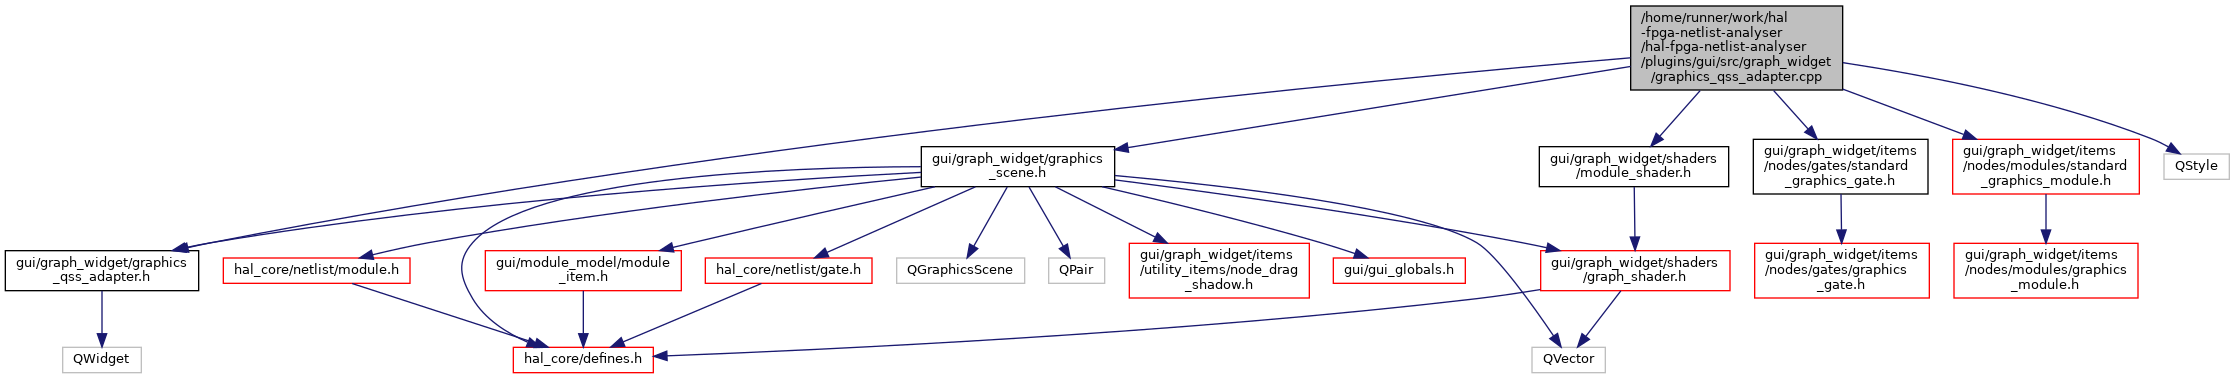 /home/runner/work/hal
-fpga-netlist-analyser
/hal-fpga-netlist-analyser
/plugins/gui/src/graph_widget
/graphics_qss_adapter.cpp
gui/graph_widget/graphics
_scene.h
gui/graph_widget/shaders
/module_shader.h
gui/graph_widget/items
/nodes/gates/standard
_graphics_gate.h
gui/graph_widget/items
/nodes/modules/standard
_graphics_module.h
QStyle
gui/graph_widget/graphics
_qss_adapter.h
hal_core/netlist/module.h
gui/module_model/module
_item.h
hal_core/netlist/gate.h
QGraphicsScene
QPair
gui/graph_widget/items
/utility_items/node_drag
_shadow.h
gui/gui_globals.h
gui/graph_widget/shaders
/graph_shader.h
gui/graph_widget/items
/nodes/gates/graphics
_gate.h
gui/graph_widget/items
/nodes/modules/graphics
_module.h
QWidget
hal_core/defines.h
QVector